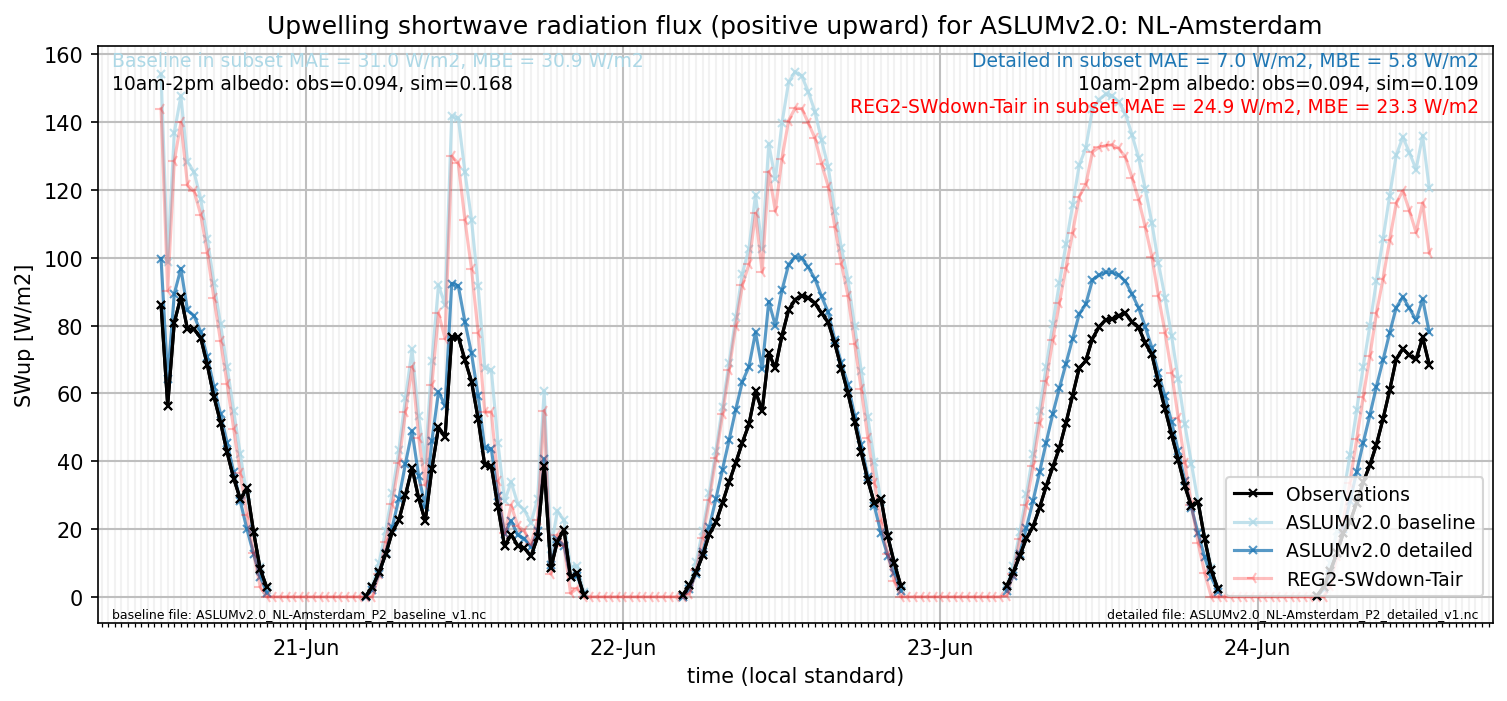 Upwelling shortwave radiation flux (positive upward) for ASLUMv2.0: NL-Amsterdam
Baseline in subset MAE = 31.0 W/m2, MBE = 30.9 W/m2
10am-2pm albedo: obs=0.094, sim=0.168
Detailed in subset MAE = 7.0 W/m2, MBE = 5.8 W/m2
10am-2pm albedo: obs=0.094, sim=0.109
REG2-SWdown-Tair in subset MAE = 24.9 W/m2, MBE = 23.3 W/m2
SWup [W/m2]
160
140
120
100
80
60
40
20
0
Observations
ASLUMv2.0 baseline
ASLUMv2.0 detailed
REG2-SWdown-Tair
baseline file: ASLUMv2.0_NL-Amsterdam_P2_baseline_v1.nc
detailed file: ASLUMv2.0_NL-Amsterdam_P2_detailed_v1.nc
21-Jun
22-Jun
23-Jun
24-Jun
time (local standard)